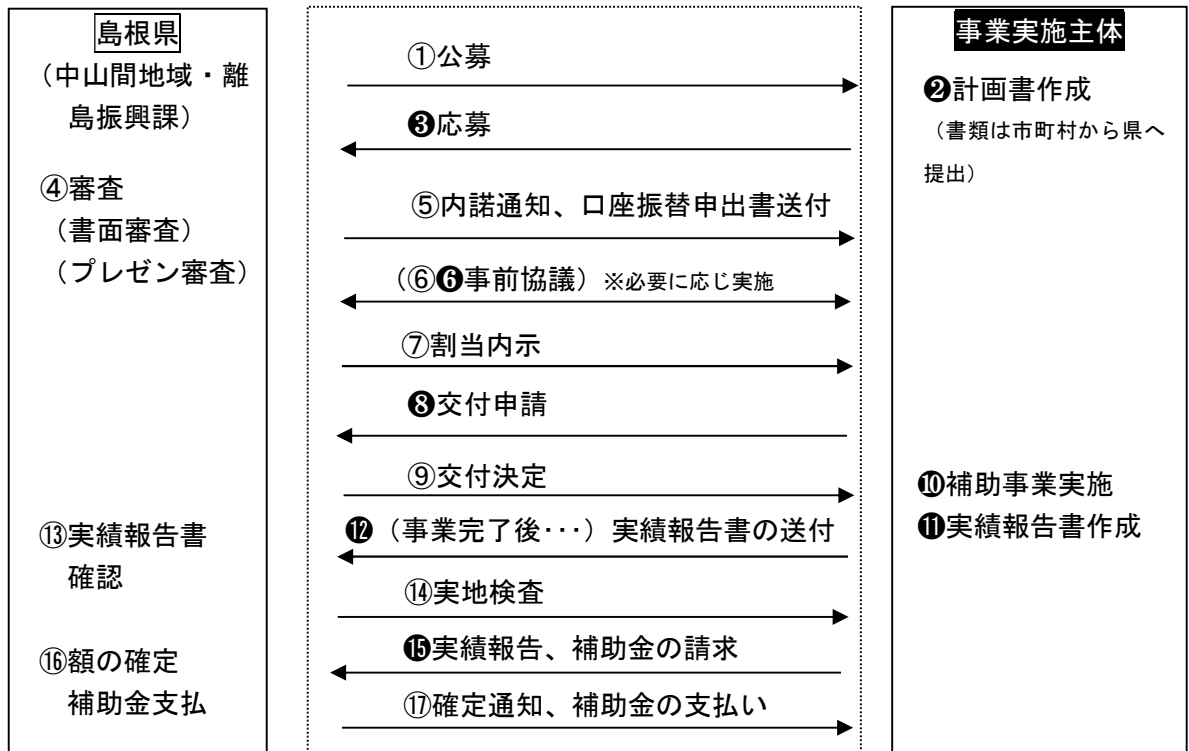 島根県
（中山間地域・離
島振興課）
④審査
（書面審査）
（プレゼン審査）
⑬実績報告書
確認
⑯額の確定
補助金支払
①公募
❸応募
⑤内諾通知、口座振替申出書送付
（⑥❻事前協議）※必要に応じ実施
⑦割当内示
❽交付申請
⑨交付決定
⓬（事業完了後･･･）実績報告書の送付
⑭実地検査
⓯実績報告、補助金の請求
⑰確定通知、補助金の支払い
事業実施主体
❷計画書作成
（書類は市町村から県へ
提出）
❿補助事業実施
⓫実績報告書作成